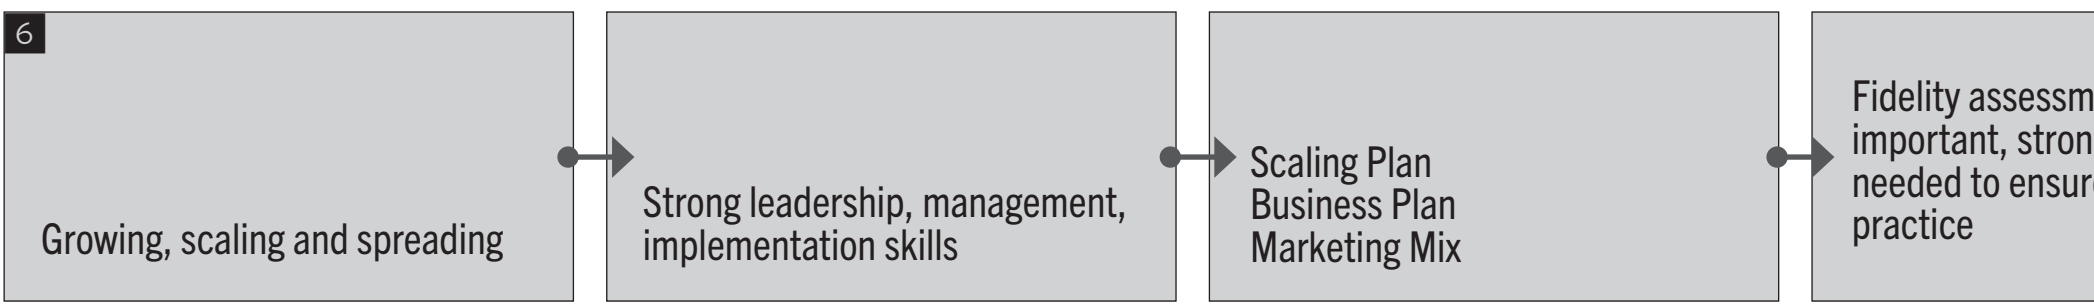 6
Growing, scaling and spreading
Strong leadership, management,
implementation skills
Scaling Plan
Business Plan
Marketing Mix
Fidelity
important,
needed to
practice